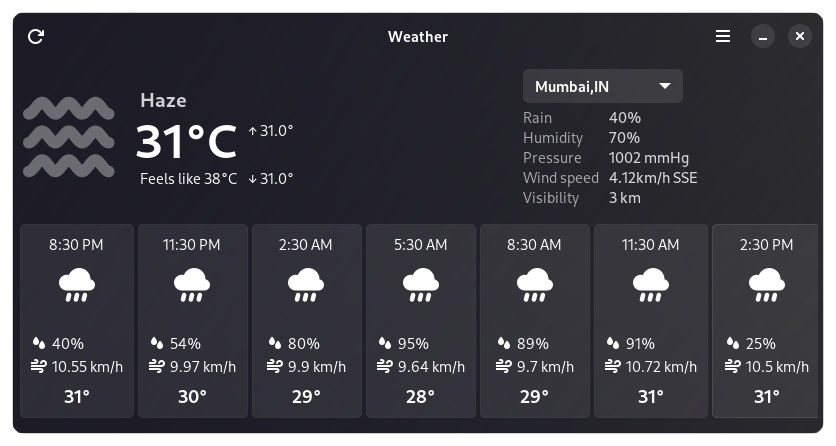 Weather
Haze
31°C
↑ 31.0°
Feels like 38°C ↓ 31.0°
Mumbai,IN
Rain 40%
Humidity 70%
Pressure 1002 mmHg
Wind speed 4.12km/h SSE
Visibility 3 km
8:30 PM 11:30 PM 2:30 AM 5:30 AM 8:30 AM 11:30 AM 2:30 PM
40% 54% 80% 95% 89% 91% 25%
10.55 km/h 9.97 km/h 9.9 km/h 9.64 km/h 9.7 km/h 10.72 km/h 10.5 km/h
31° 30° 29° 28° 29° 31° 31°